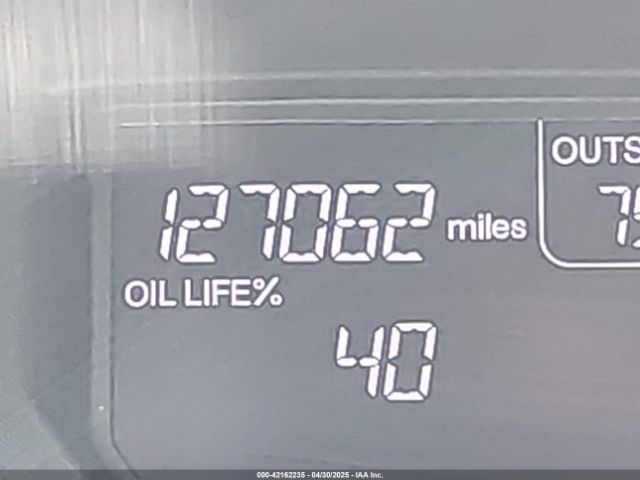 OUTS
127062 miles
OIL LIFE%
40
000-42162235 - 04/30/2025 - IAA Inc.